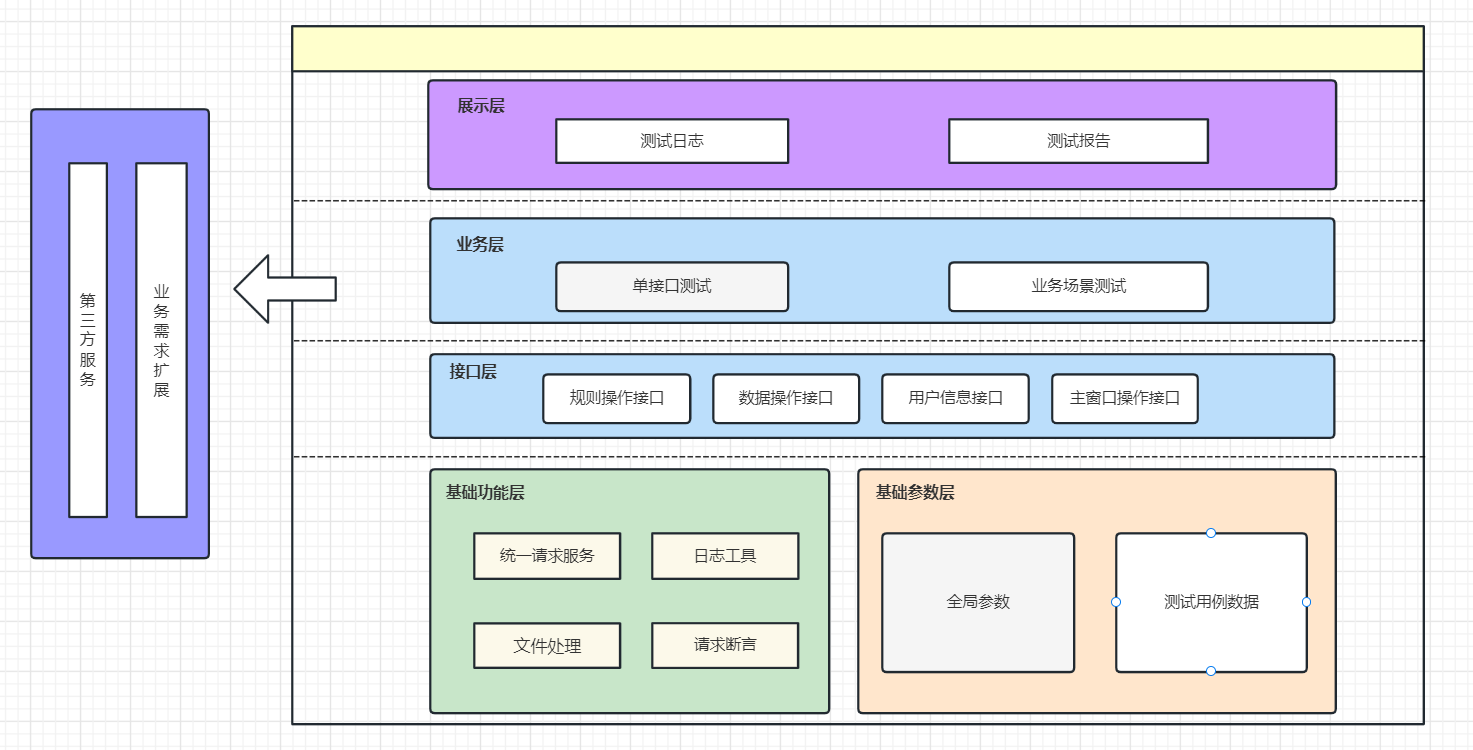 展示层
测试日志
测试报告
业务层
单接口测试
业务场景测试
接口层
规则操作接口
数据操作接口
用户信息接口
主窗口操作接口
基础功能层
统一请求服务
日志工具
文件处理
请求断言
基础参数层
全局参数
测试用例数据
第三方服务
业务需求扩展